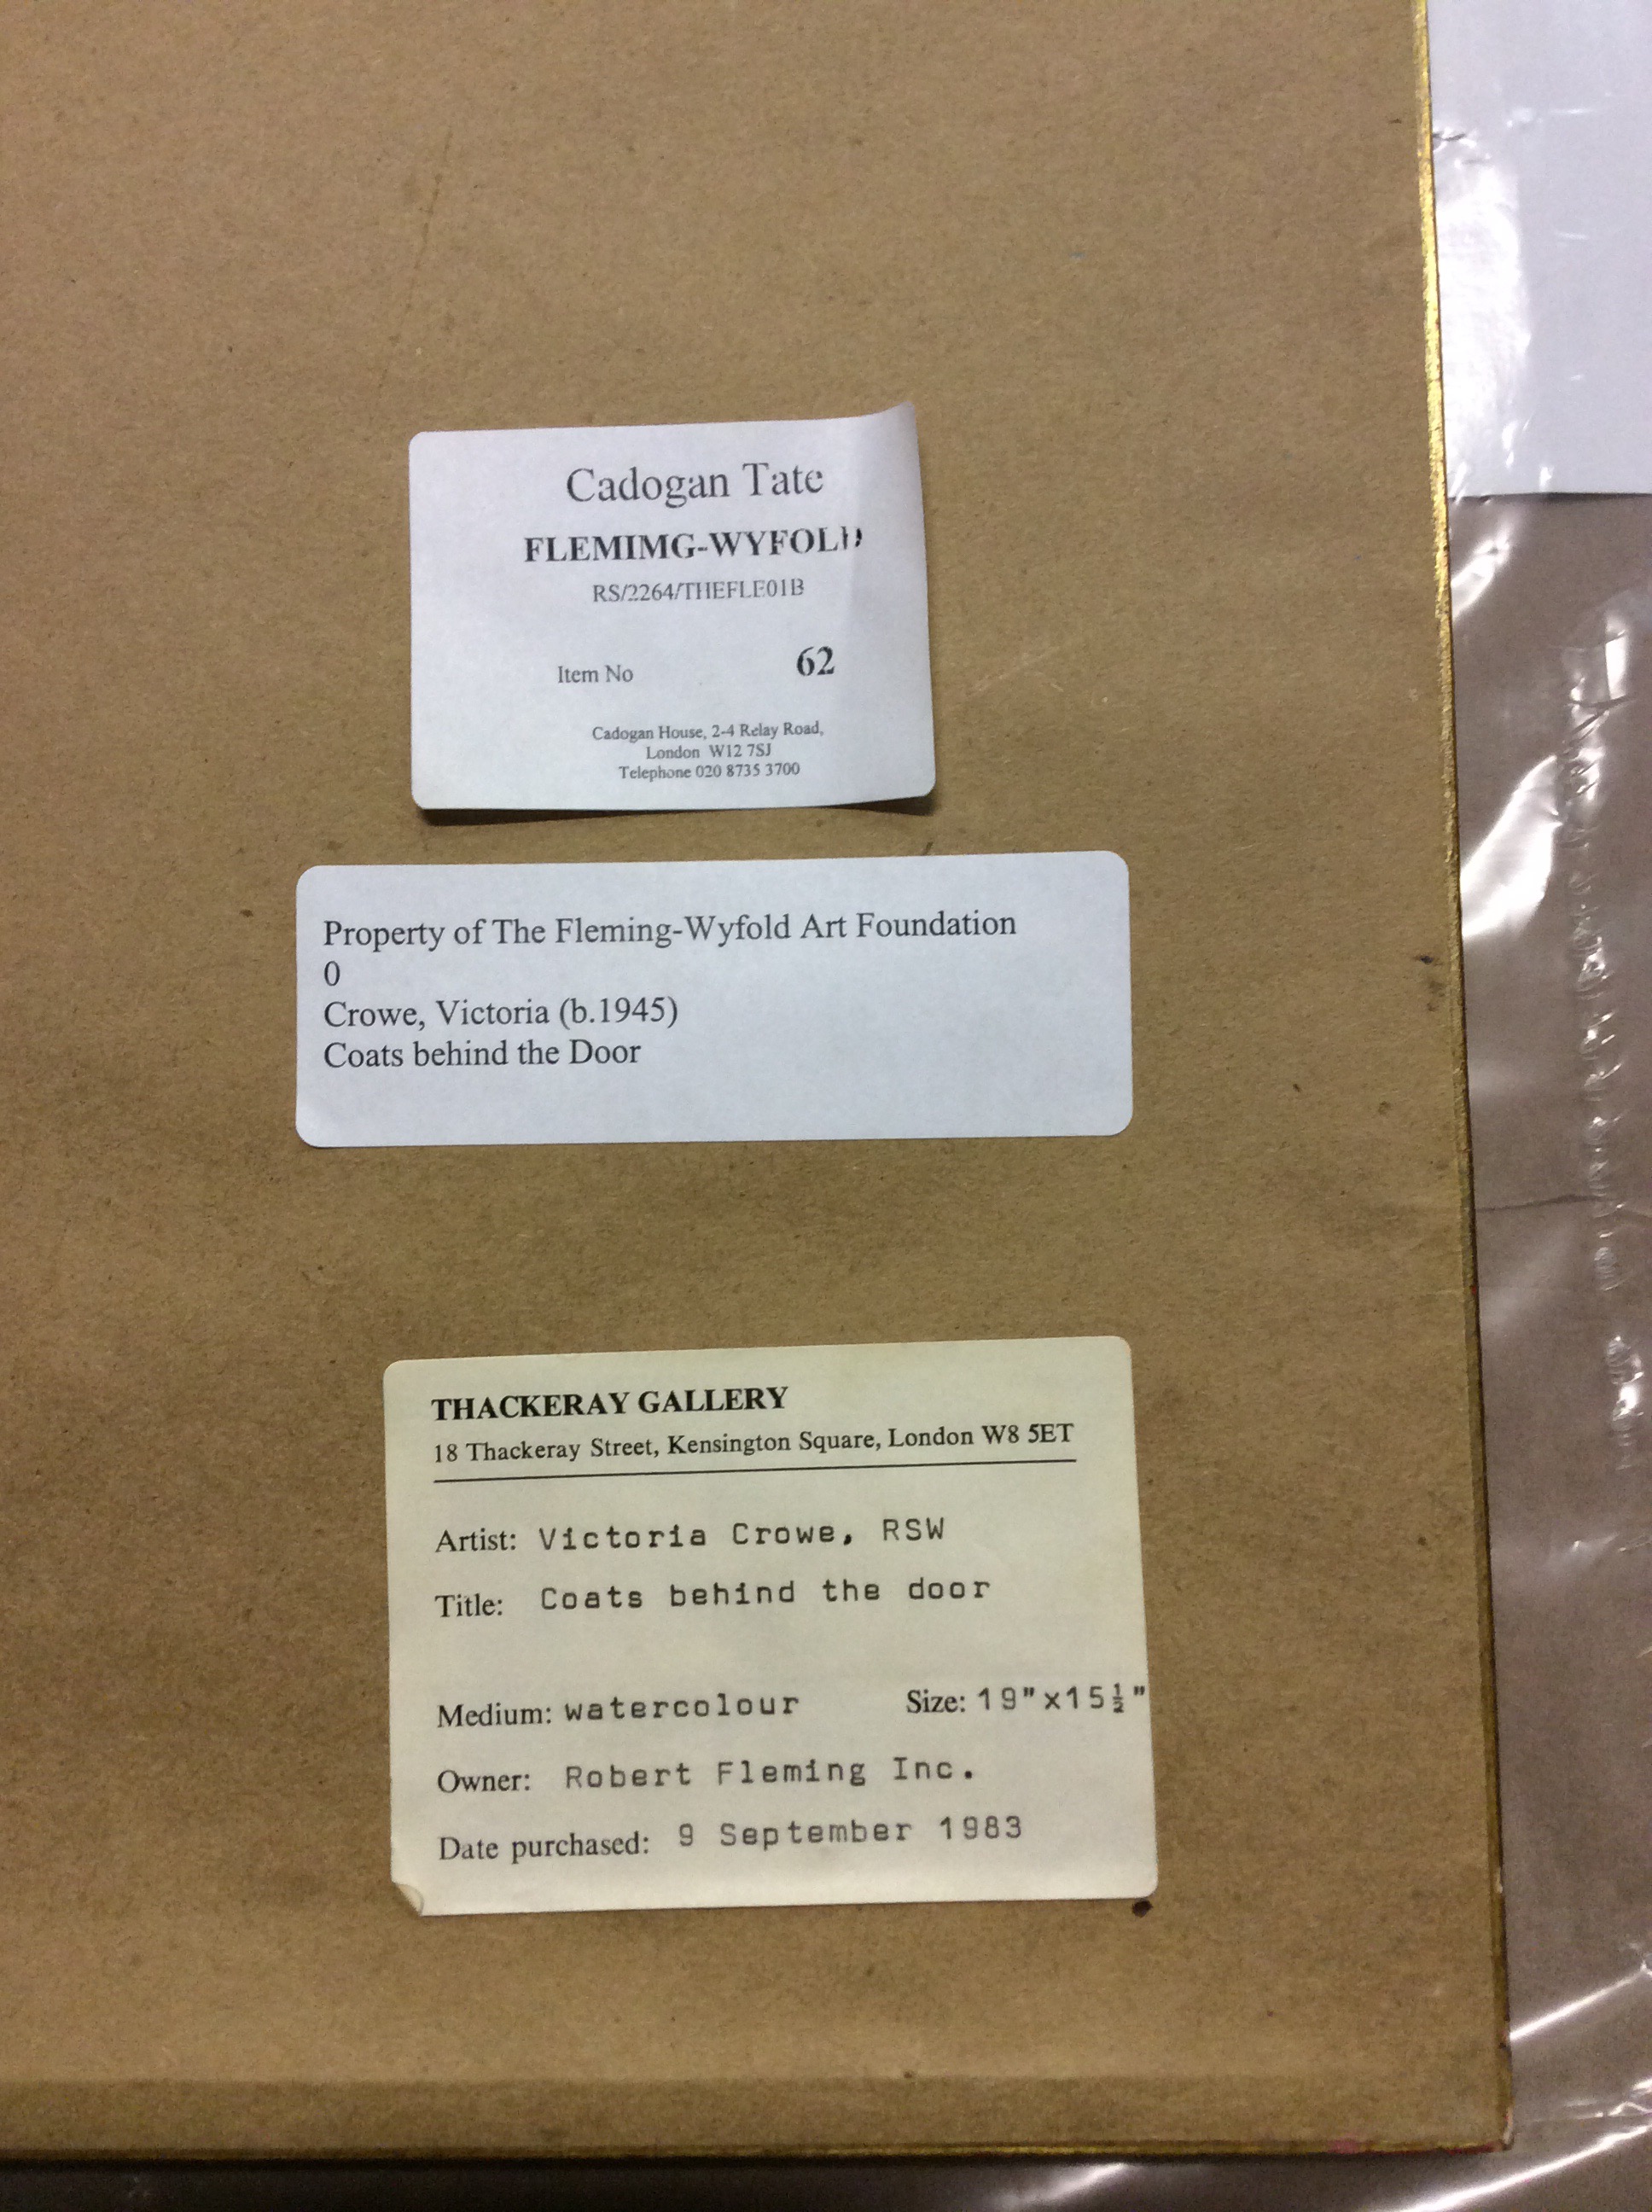 Cadogan Tate
FLEMIMG-WYFOLD
RS/2264/THEFLE01B
Item No 62
Cadogan House, 2-4 Relay Road,
London W12 7SJ
Telephone 020 8735 3700
Property of The Fleming-Wyfold Art Foundation
0
Crowe, Victoria (b.1945)
Coats behind the Door
THACKERAY GALLERY
18 Thackeray Street, Kensington Square, London W8 5ET
Artist: Victoria Crowe, RSW
Title: Coats behind the door
Medium: watercolour Size: 19"x15½"
Owner: Robert Fleming Inc.
Date purchased: 9 September 1983